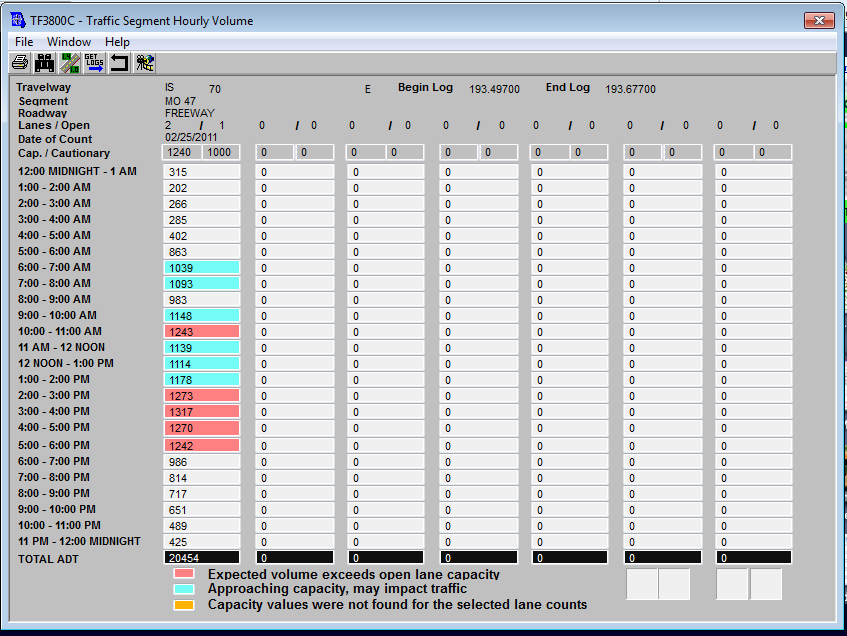 TF3800C - Traffic Segment Hourly Volume
File Window Help
GET LOGS
Travelway IS 70 E Begin Log 193.49700 End Log 193.67700
Segment MO 47
Roadway FREEWAY
Lanes / Open 2 / 1 0 / 0 0 / 0 0 / 0 0 / 0 0 / 0 0 / 0
Date of Count 02/25/2011
Cap. / Cautionary 1240 1000 0 0 0 0 0 0 0 0 0 0 0 0
12:00 MIDNIGHT - 1 AM 315 0 0 0 0 0 0
1:00 - 2:00 AM 202 0 0 0 0 0 0
2:00 - 3:00 AM 266 0 0 0 0 0 0
3:00 - 4:00 AM 285 0 0 0 0 0 0
4:00 - 5:00 AM 402 0 0 0 0 0 0
5:00 - 6:00 AM 863 0 0 0 0 0 0
6:00 - 7:00 AM 1039 0 0 0 0 0 0
7:00 - 8:00 AM 1093 0 0 0 0 0 0
8:00 - 9:00 AM 983 0 0 0 0 0 0
9:00 - 10:00 AM 1148 0 0 0 0 0 0
10:00 - 11:00 AM 1243 0 0 0 0 0 0
11 AM - 12 NOON 1139 0 0 0 0 0 0
12 NOON - 1:00 PM 1114 0 0 0 0 0 0
1:00 - 2:00 PM 1178 0 0 0 0 0 0
2:00 - 3:00 PM 1273 0 0 0 0 0 0
3:00 - 4:00 PM 1317 0 0 0 0 0 0
4:00 - 5:00 PM 1270 0 0 0 0 0 0
5:00 - 6:00 PM 1242 0 0 0 0 0 0
6:00 - 7:00 PM 986 0 0 0 0 0 0
7:00 - 8:00 PM 814 0 0 0 0 0 0
8:00 - 9:00 PM 717 0 0 0 0 0 0
9:00 - 10:00 PM 651 0 0 0 0 0 0
10:00 - 11:00 PM 489 0 0 0 0 0 0
11 PM - 12:00 MIDNIGHT 425 0 0 0 0 0 0
TOTAL ADT 20454 0 0 0 0 0 0
Expected volume exceeds open lane capacity
Approaching capacity, may impact traffic
Capacity values were not found for the selected lane counts